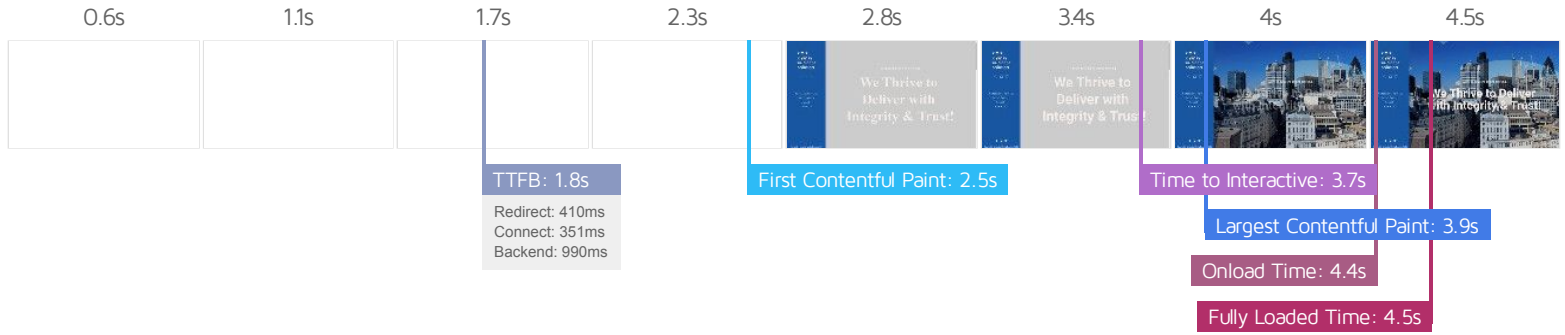 0.6s
1.1s
1.7s
2.3s
2.8s
3.4s
4s
4.5s
We Thrive to
Deliver with
Integrity & Trust!
We Thrive to
Deliver with
Integrity & Trust!
We Thrive to Deliver
with Integrity & Trust!
TTFB: 1.8s
Redirect: 410ms
Connect: 351ms
Backend: 990ms
First Contentful Paint: 2.5s
Time to Interactive: 3.7s
Largest Contentful Paint: 3.9s
Onload Time: 4.4s
Fully Loaded Time: 4.5s